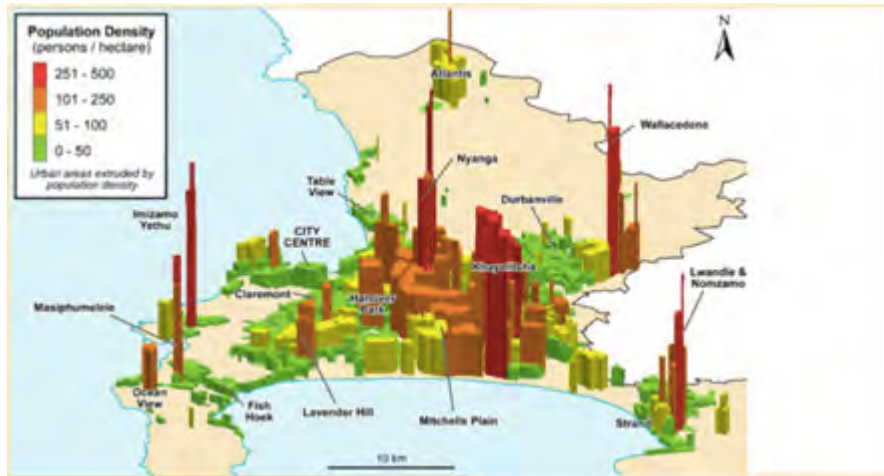 Population Density
(persons / hectare)
251 - 500
101 - 250
51 - 100
0 - 50
Urban areas extruded by
population density
N
Atlantis
Wallacedene
Nyanga
Table
View
Durbanville
Imizamo
Yethu
CITY
CENTRE
Khayelitsha
Lwandle &
Nomzamo
Claremont
Hanover
Park
Masiphumelele
Ocean
View
Fish
Hoek
Lavender Hill
Mitchells Plain
Strand
10 km